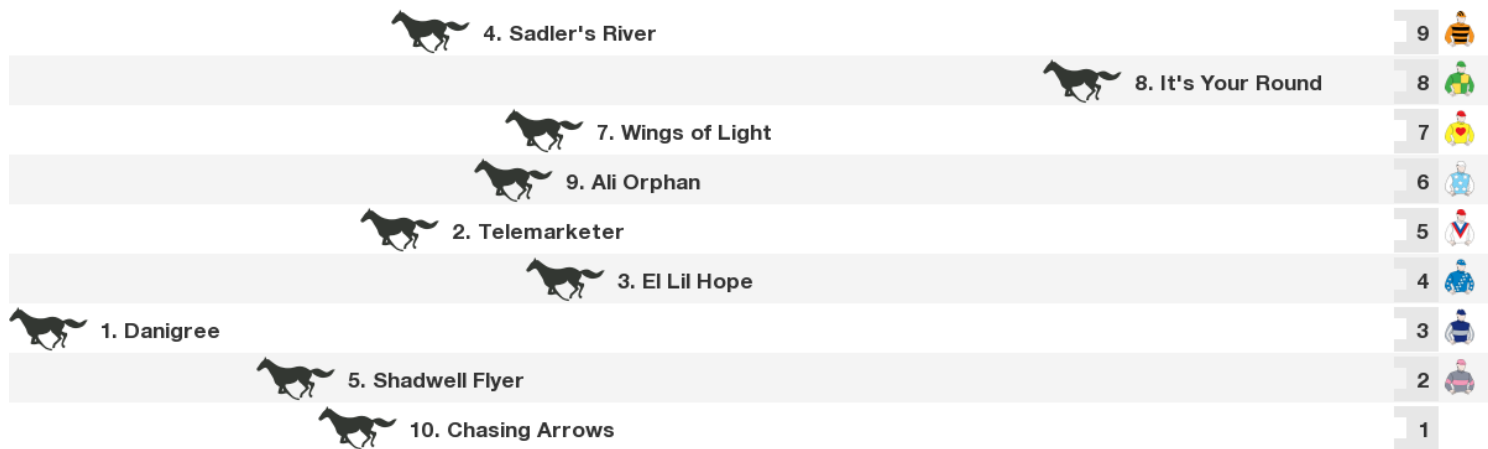 4. Sadler's River 9
8. It's Your Round 8
7. Wings of Light 7
9. Ali Orphan 6
2. Telemarketer 5
3. El Lil Hope 4
1. Danigree 3
5. Shadwell Flyer 2
10. Chasing Arrows 1